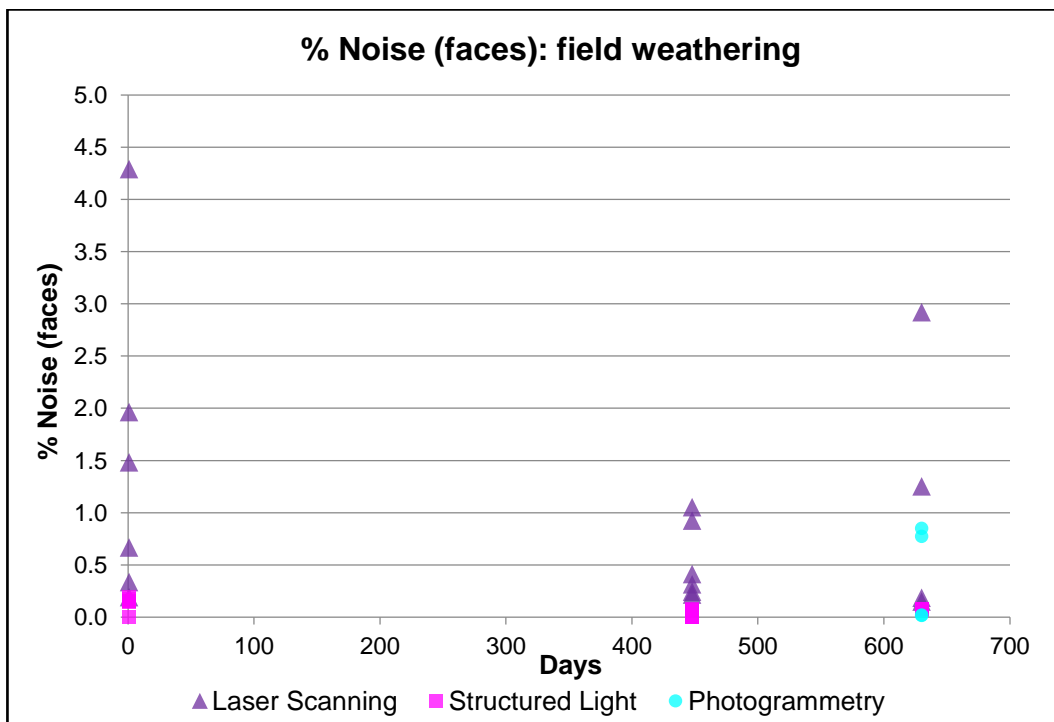 % Noise (faces): field weathering
5.0
4.5
4.0
3.5
3.0
2.5
2.0
1.5
1.0
0.5
0.0
% Noise (faces)
0 100 200 300 400 500 600 700
Days
Laser Scanning Structured Light Photogrammetry